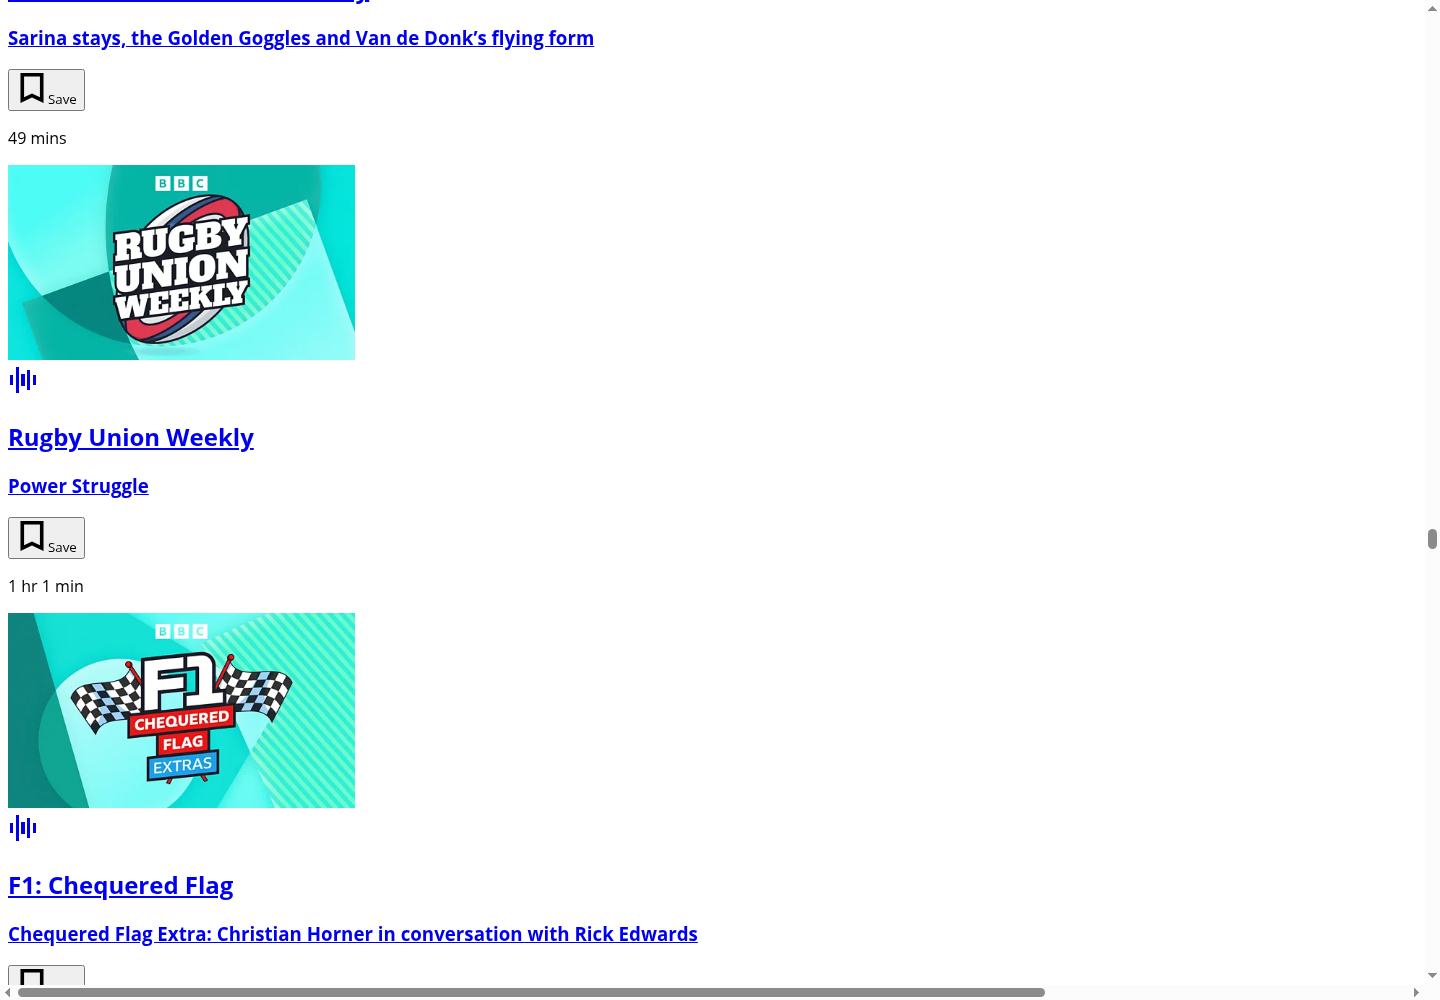 Sarina stays, the Golden Goggles and Van de Donk’s flying form
Save
49 mins
BBC
RUGBY
UNION
WEEKLY
Rugby Union Weekly
Power Struggle
Save
1 hr 1 min
BBC
F1
CHEQUERED
FLAG
EXTRAS
F1: Chequered Flag
Chequered Flag Extra: Christian Horner in conversation with Rick Edwards